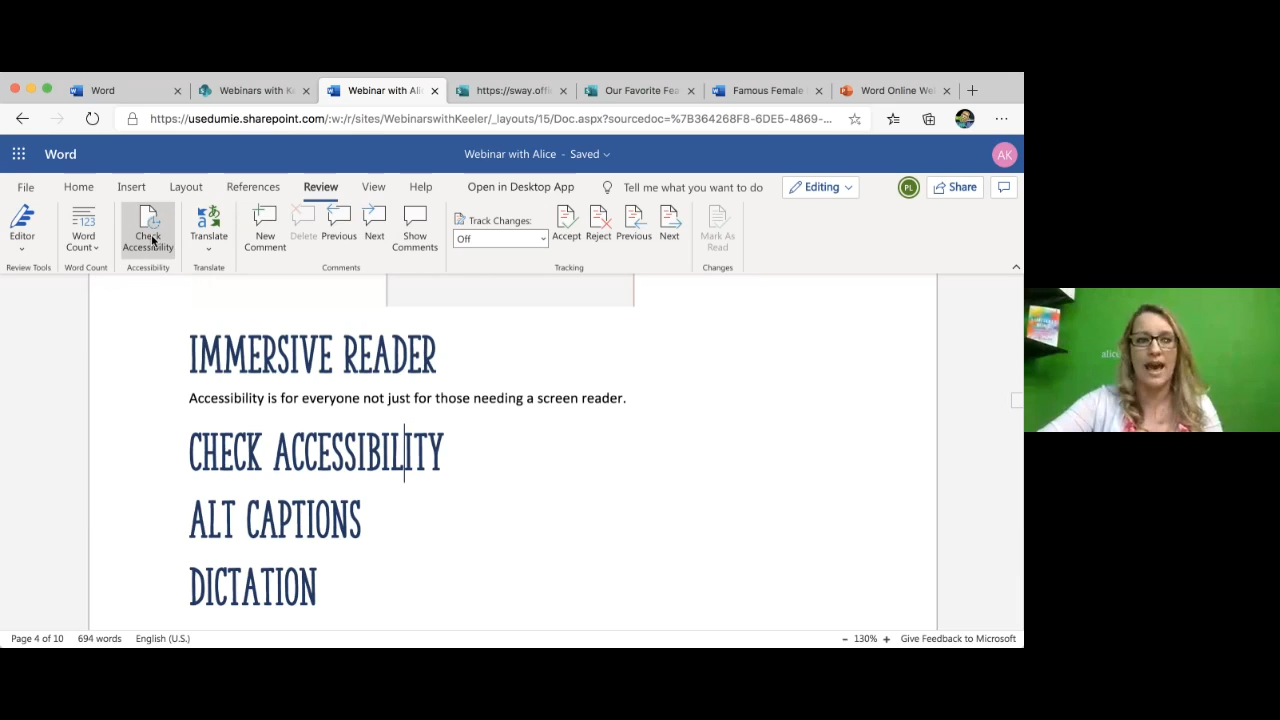 Word
Webinars with K
Webinar with Alic
https://sway.offi
Our Favorite Fea
Famous Female
Word Online We
https://usedumie.sharepoint.com/:w:/r/sites/WebinarswithKeeler/_layouts/15/Doc.aspx?sourcedoc=%7B364268F8-6DE5-4869-...
Word
Webinar with Alice - Saved
AK
File Home Insert Layout References Review View Help Open in Desktop App Tell me what you want to do Editing PL Share
Editor
Word Count
123
Check Accessibility
Translate
New Comment
Delete
Previous
Next
Show Comments
Track Changes:
Off
Accept
Reject
Previous
Next
Mark As Read
Review Tools Word Count Accessibility Translate Comments Tracking Changes
IMMERSIVE READER
Accessibility is for everyone not just for those needing a screen reader.
CHECK ACCESSIBILITY
ALT CAPTIONS
DICTATION
Page 4 of 10 694 words English (U.S.) - 130% + Give Feedback to Microsoft
alic